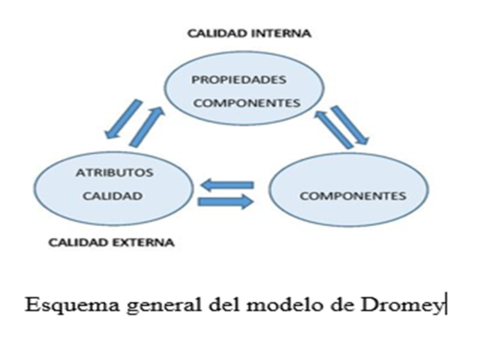 CALIDAD INTERNA
PROPIEDADES
COMPONENTES
ATRIBUTOS
CALIDAD
COMPONENTES
CALIDAD EXTERNA
Esquema general del modelo de Dromey